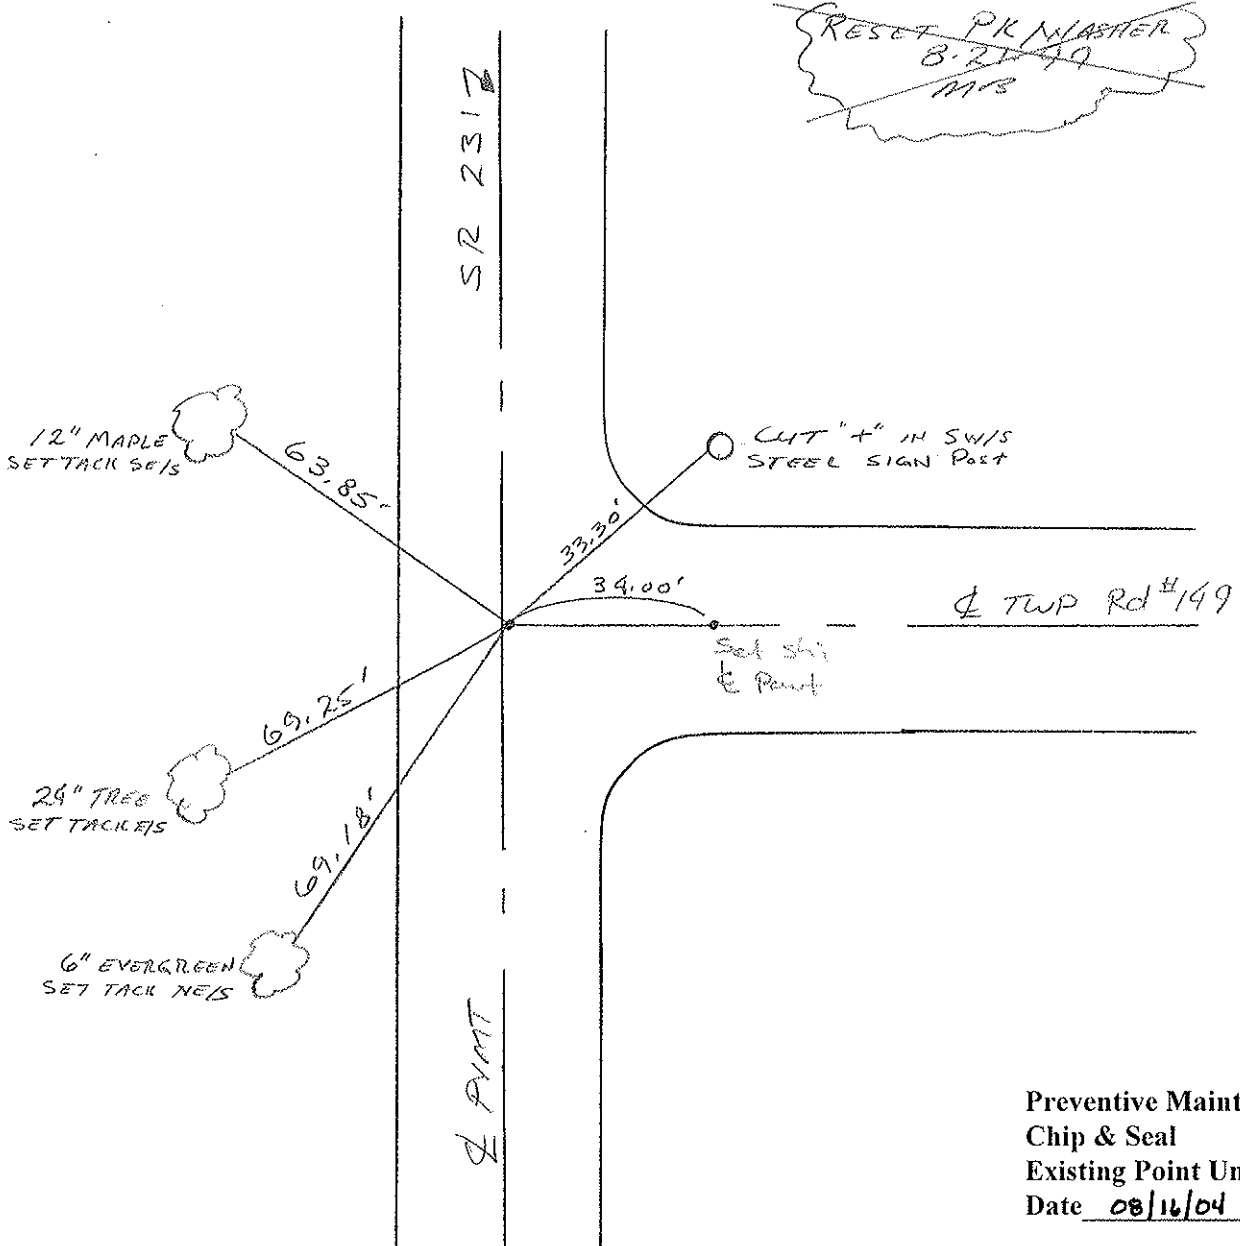 RESET PK WASHER
8-21-97
MB
SR 2317
12" MAPLE
SET TACK SE/S
63.85'
CUT "+" IN SW/S
STEEL SIGN Post
33.30'
34.00'
℄ TWP Rd #149
Set
℄ Pavt
69.25'
24" TREE
SET TACK E/S
69.18'
6" EVERGREEN
SET TACK NE/S
℄ PVMT
Preventive Maint
Chip & Seal
Existing Point Un
Date 08/16/04